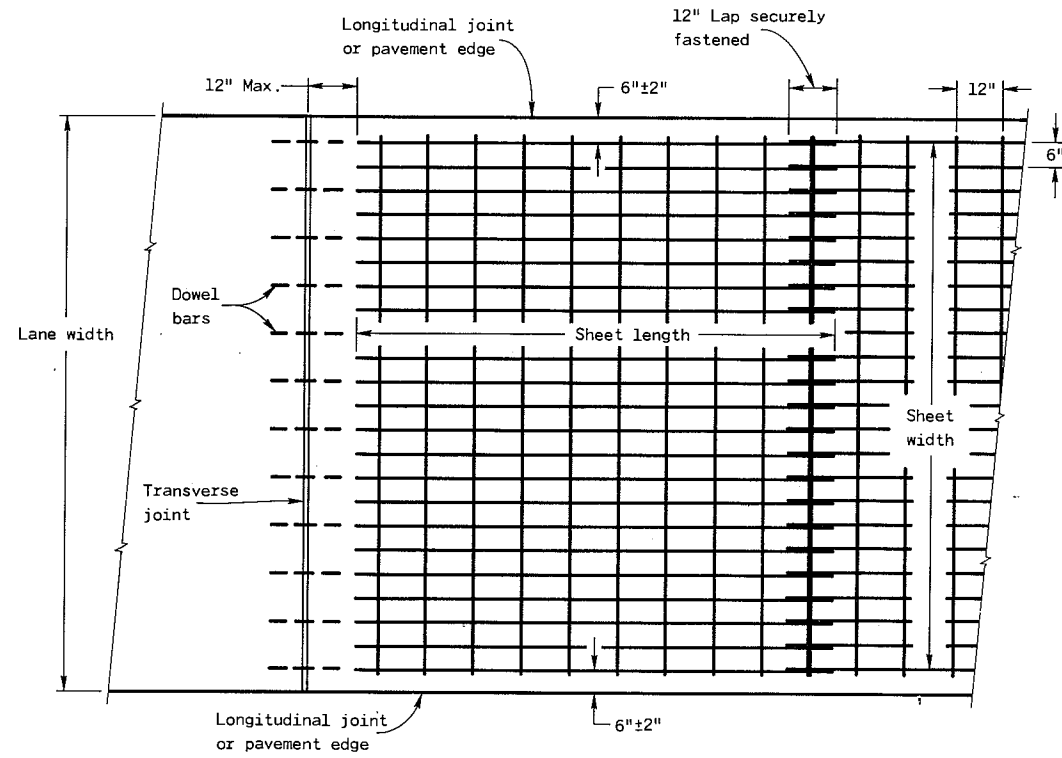 Longitudinal joint
or pavement edge
12" Lap securely
fastened
12" Max.
6"±2"
12"
6"
Dowel
bars
Lane width
Sheet length
Sheet
width
Transverse
joint
Longitudinal joint
or pavement edge
6"±2"